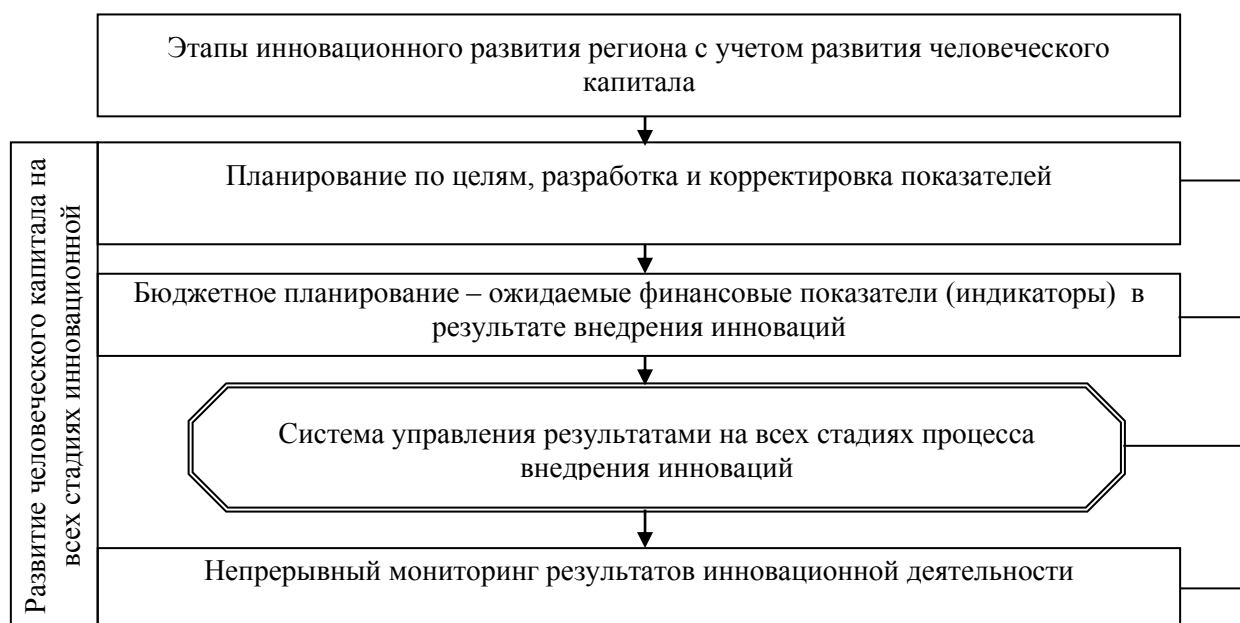 Этапы инновационного развития региона с учетом развития человеческого
капитала
Развитие человеческого капитала на
всех стадиях инновационной
Планирование по целям, разработка и корректировка показателей
Бюджетное планирование – ожидаемые финансовые показатели (индикаторы) в
результате внедрения инноваций
Система управления результатами на всех стадиях процесса
внедрения инноваций
Непрерывный мониторинг результатов инновационной деятельности